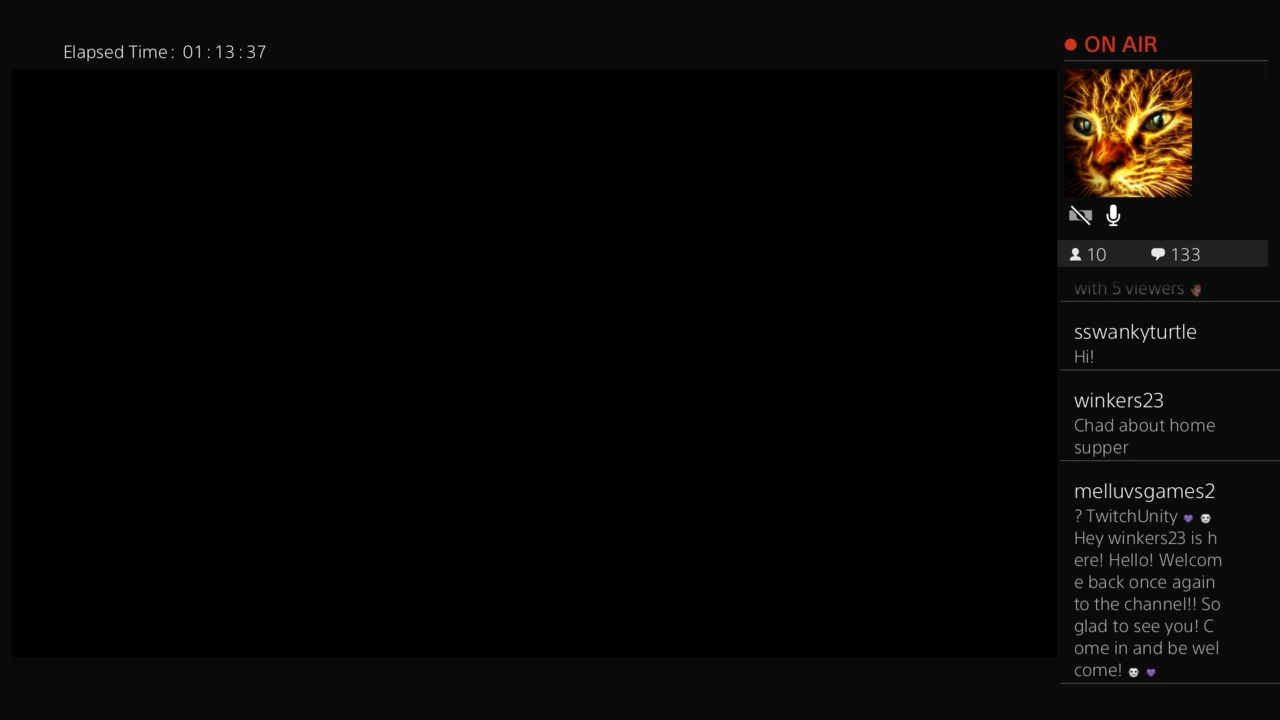 Elapsed Time: 01:13:37
ON AIR
10 133
with 5 viewers
sswankyturtle
Hi!
winkers23
Chad about home
supper
melluvsgames2
? TwitchUnity
Hey winkers23 is h
ere! Hello! Welcom
e back once again
to the channel!! So
glad to see you! C
ome in and be wel
come!